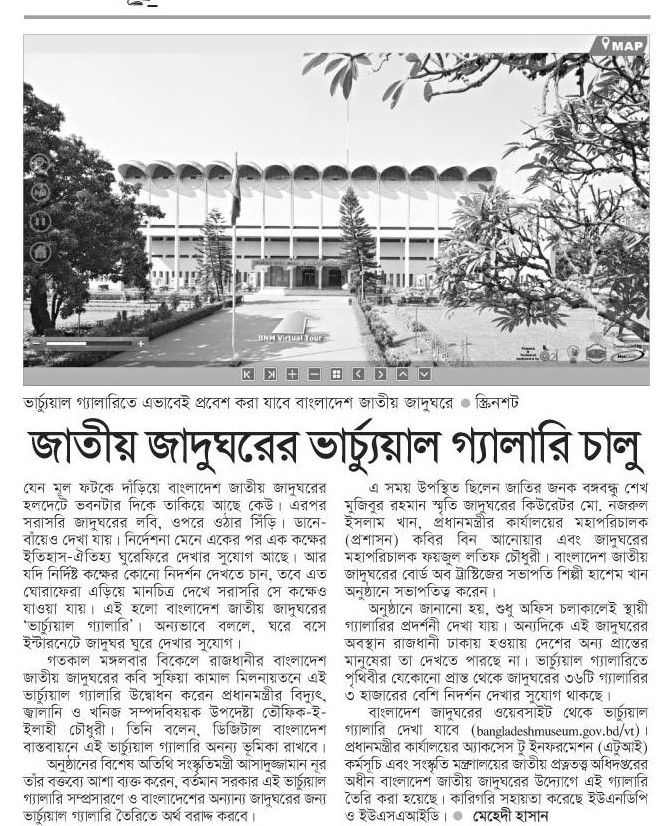 MAP
BNM Virtual Tour
ভার্চ্যুয়াল গ্যালারিতে এভাবেই প্রবেশ করা যাবে বাংলাদেশ জাতীয় জাদুঘরে ● স্ক্রিনশট
জাতীয় জাদুঘরের ভার্চ্যুয়াল গ্যালারি চালু
যেন মূল ফটকে দাঁড়িয়ে বাংলাদেশ জাতীয় জাদুঘরের
হলদেটে ভবনটার দিকে তাকিয়ে আছে কেউ। এরপর
সরাসরি জাদুঘরের লবি, ওপরে ওঠার সিঁড়ি। ডানে-
বাঁয়েও দেখা যায়। নির্দেশনা মেনে একের পর এক কক্ষের
ইতিহাস-ঐতিহ্য ঘুরেফিরে দেখার সুযোগ আছে। আর
যদি নির্দিষ্ট কক্ষের কোনো নিদর্শন দেখতে চান, তবে এত
ঘোরাফেরা এড়িয়ে মানচিত্র দেখে সরাসরি সে কক্ষেও
যাওয়া যায়। এই হলো বাংলাদেশ জাতীয় জাদুঘরের
‘ভার্চ্যুয়াল গ্যালারি’। অন্যভাবে বললে, ঘরে বসে
ইন্টারনেটে জাদুঘর ঘুরে দেখার সুযোগ।
গতকাল মঙ্গলবার বিকেলে রাজধানীর বাংলাদেশ
জাতীয় জাদুঘরের কবি সুফিয়া কামাল মিলনায়তনে এই
ভার্চ্যুয়াল গ্যালারি উদ্বোধন করেন প্রধানমন্ত্রীর বিদ্যুৎ,
জ্বালানি ও খনিজ সম্পদবিষয়ক উপদেষ্টা তৌফিক-ই-
ইলাহী চৌধুরী। তিনি বলেন, ডিজিটাল বাংলাদেশ
বাস্তবায়নে এই ভার্চ্যুয়াল গ্যালারি অনন্য ভূমিকা রাখবে।
অনুষ্ঠানের বিশেষ অতিথি সংস্কৃতিমন্ত্রী আসাদুজ্জামান নূর
তাঁর বক্তব্যে আশা ব্যক্ত করেন, বর্তমান সরকার এই ভার্চ্যুয়াল
গ্যালারি সম্প্রসারণে ও বাংলাদেশের অন্যান্য জাদুঘরের জন্য
ভার্চ্যুয়াল গ্যালারি তৈরিতে অর্থ বরাদ্দ করবে।
এ সময় উপস্থিত ছিলেন জাতির জনক বঙ্গবন্ধু শেখ
মুজিবুর রহমান স্মৃতি জাদুঘরের কিউরেটর মো. নজরুল
ইসলাম খান, প্রধানমন্ত্রীর কার্যালয়ের মহাপরিচালক
(প্রশাসন) কবির বিন আনোয়ার এবং জাদুঘরের
মহাপরিচালক ফয়জুল লতিফ চৌধুরী। বাংলাদেশ জাতীয়
জাদুঘরের বোর্ড অব ট্রাস্টিজের সভাপতি শিল্পী হাশেম খান
অনুষ্ঠানে সভাপতিত্ব করেন।
অনুষ্ঠানে জানানো হয়, শুধু অফিস চলাকালেই স্থায়ী
গ্যালারির প্রদর্শনী দেখা যায়। অন্যদিকে এই জাদুঘরের
অবস্থান রাজধানী ঢাকায় হওয়ায় দেশের অন্য প্রান্তের
মানুষেরা তা দেখতে পারছে না। ভার্চ্যুয়াল গ্যালারিতে
পৃথিবীর যেকোনো প্রান্ত থেকে জাদুঘরের ৩৬টি গ্যালারির
৩ হাজারের বেশি নিদর্শন দেখার সুযোগ থাকছে।
বাংলাদেশ জাদুঘরের ওয়েবসাইট থেকে ভার্চ্যুয়াল
গ্যালারি দেখা যাবে (bangladeshmuseum.gov.bd/vt)।
প্রধানমন্ত্রীর কার্যালয়ের অ্যাকসেস টু ইনফরমেশন (এটুআই)
কর্মসূচি এবং সংস্কৃতি মন্ত্রণালয়ের জাতীয় প্রত্নতত্ত্ব অধিদপ্তরের
অধীন বাংলাদেশ জাতীয় জাদুঘরের উদ্যোগে এই গ্যালারি
তৈরি করা হয়েছে। কারিগরি সহায়তা করেছে ইউএনডিপি
ও ইউএসএআইডি। ● মেহেদী হাসান